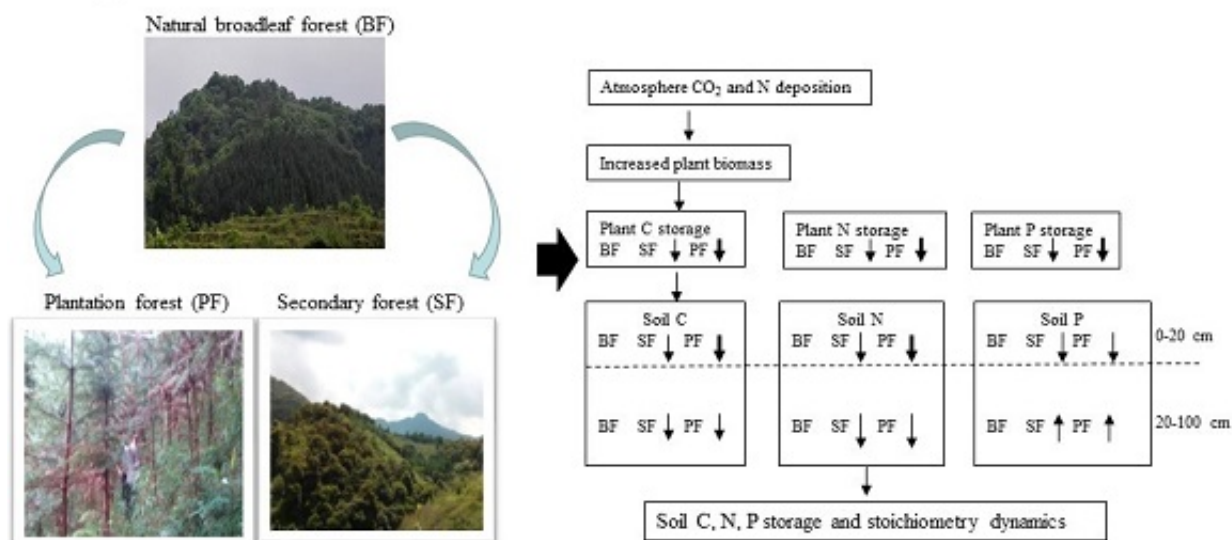 Natural broadleaf forest (BF)
Plantation forest (PF)
Secondary forest (SF)
Atmosphere CO₂ and N deposition
Increased plant biomass
Plant C storage
BF SF PF
Plant N storage
BF SF PF
Plant P storage
BF SF PF
Soil C
BF SF PF
Soil N
BF SF PF
Soil P
BF SF PF
0-20 cm
BF SF PF
BF SF PF
BF SF PF
20-100 cm
Soil C, N, P storage and stoichiometry dynamics